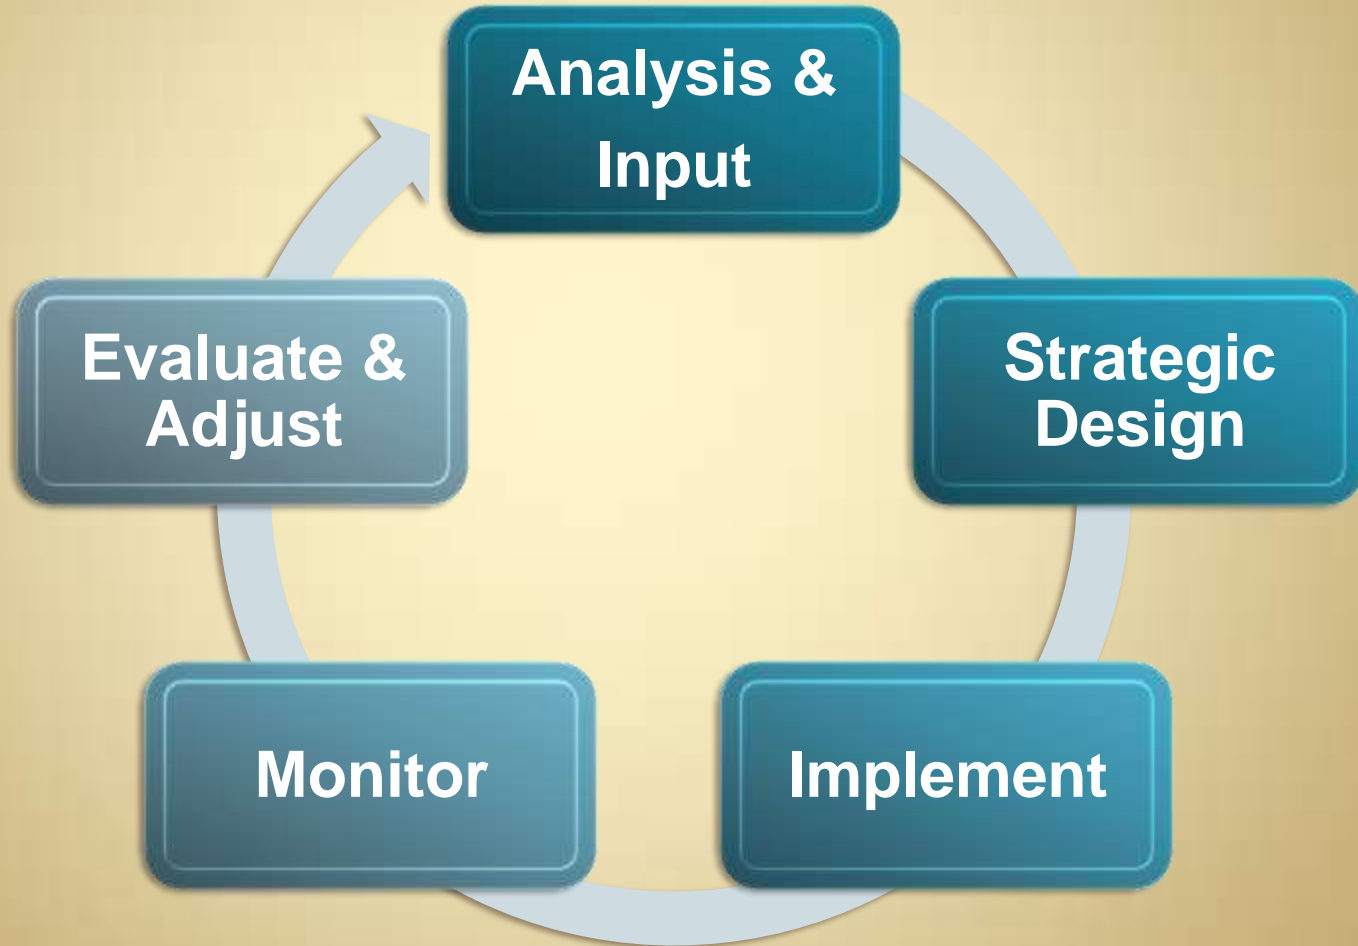 Analysis &
Input
Strategic
Design
Implement
Monitor
Evaluate &
Adjust